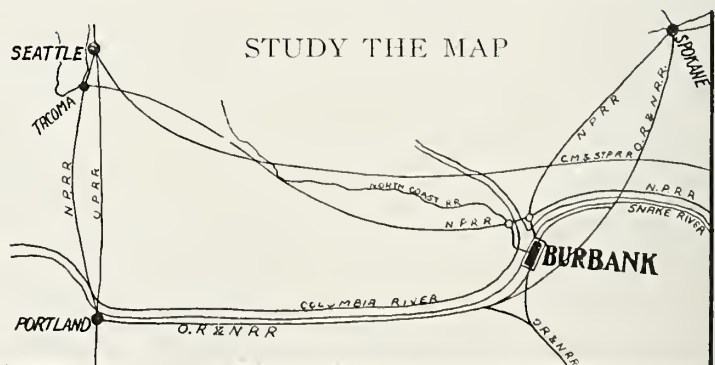 STUDY THE MAP
SEATTLE
TACOMA
SPOKANE
N.P.R.R
U.P.R.R
N.P.R.R
O.R & N.R.R.
C.M. & ST.P.R.R
NORTH COAST RR
N.P.R.R
N.P.R.R
SNAKE RIVER
BURBANK
COLUMBIA RIVER
PORTLAND
O.R & N.R.R
O.R & N.R.R